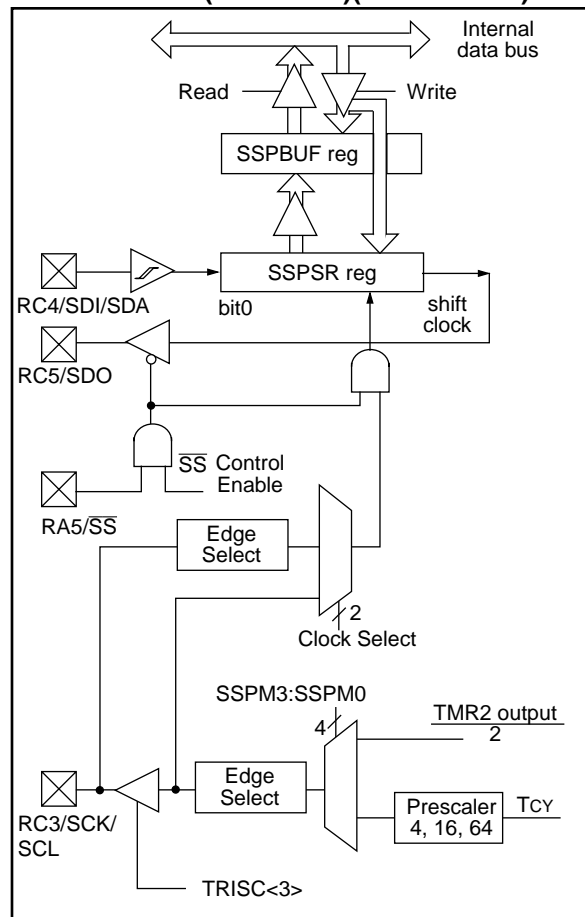 Internal
data bus
Read
Write
SSPBUF reg
SSPSR reg
RC4/SDI/SDA
bit0
shift
clock
RC5/SDO
S̅S̅ Control
Enable
RA5/S̅S̅
Edge
Select
2
Clock Select
SSPM3:SSPM0
4
TMR2 output
2
Edge
Select
Prescaler
4, 16, 64
TCY
RC3/SCK/
SCL
TRISC<3>